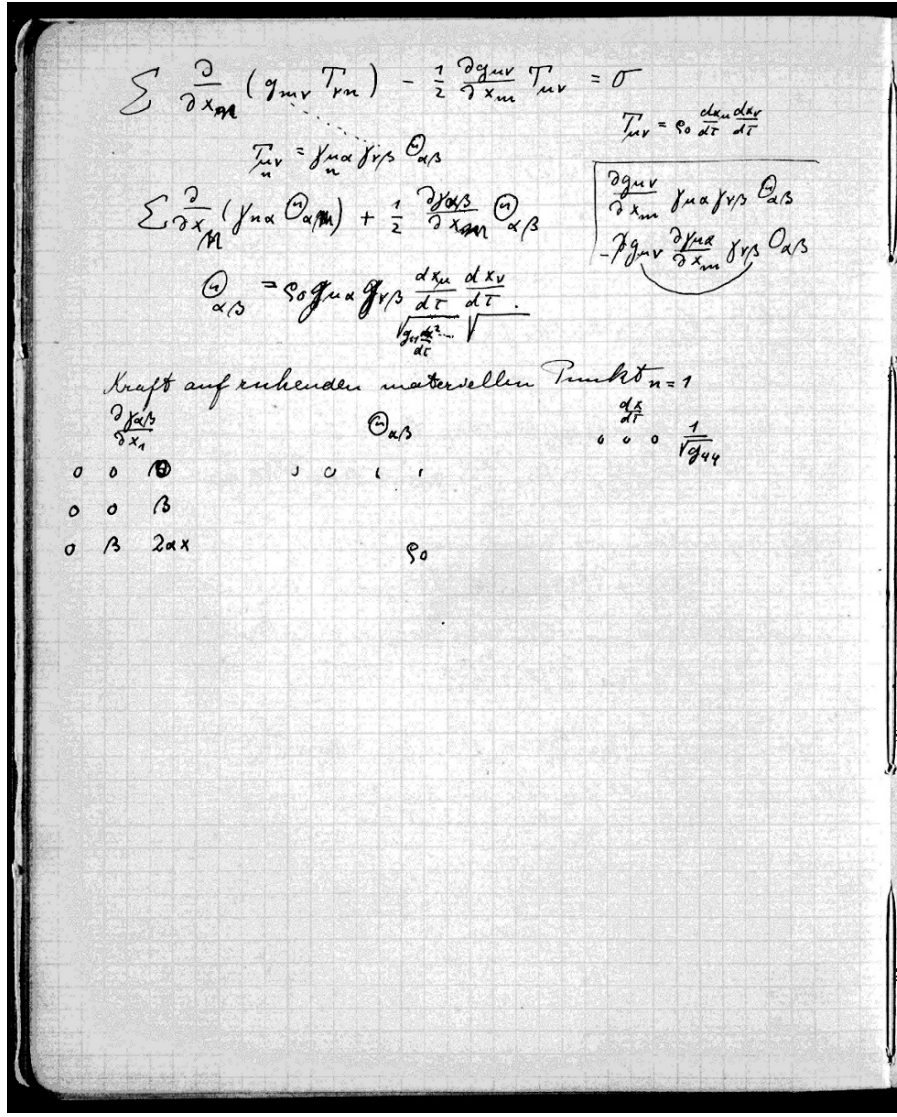 ∑ ∂/∂x_m (g_mν T_νn) − 1/2 ∂g_μν/∂x_m T_μν = 0
T_μν = ρ₀ dx_μ/dτ dx_ν/dτ
T_μν = γ_μα γ_νβ Θ_αβ
n n
∑ ∂/∂x_n (γ_nα Θ_αm) + 1/2 ∂γ_αβ/∂x_m Θ_αβ
∂g_μν/∂x_m γ_μα γ_νβ Θ_αβ
− g_μν ∂γ_μα/∂x_m γ_νβ Θ_αβ
Θ_αβ = ρ₀ g_μα g_νβ dx_μ/dτ dx_ν/dτ .
Kraft auf ruhenden materiellen Punkt n = 1
∂γ_αβ/∂x_1 Θ_αβ dx/dτ
0 0 0 1/√g_44
0 0
0 0 β
0 β 2αx ρ₀